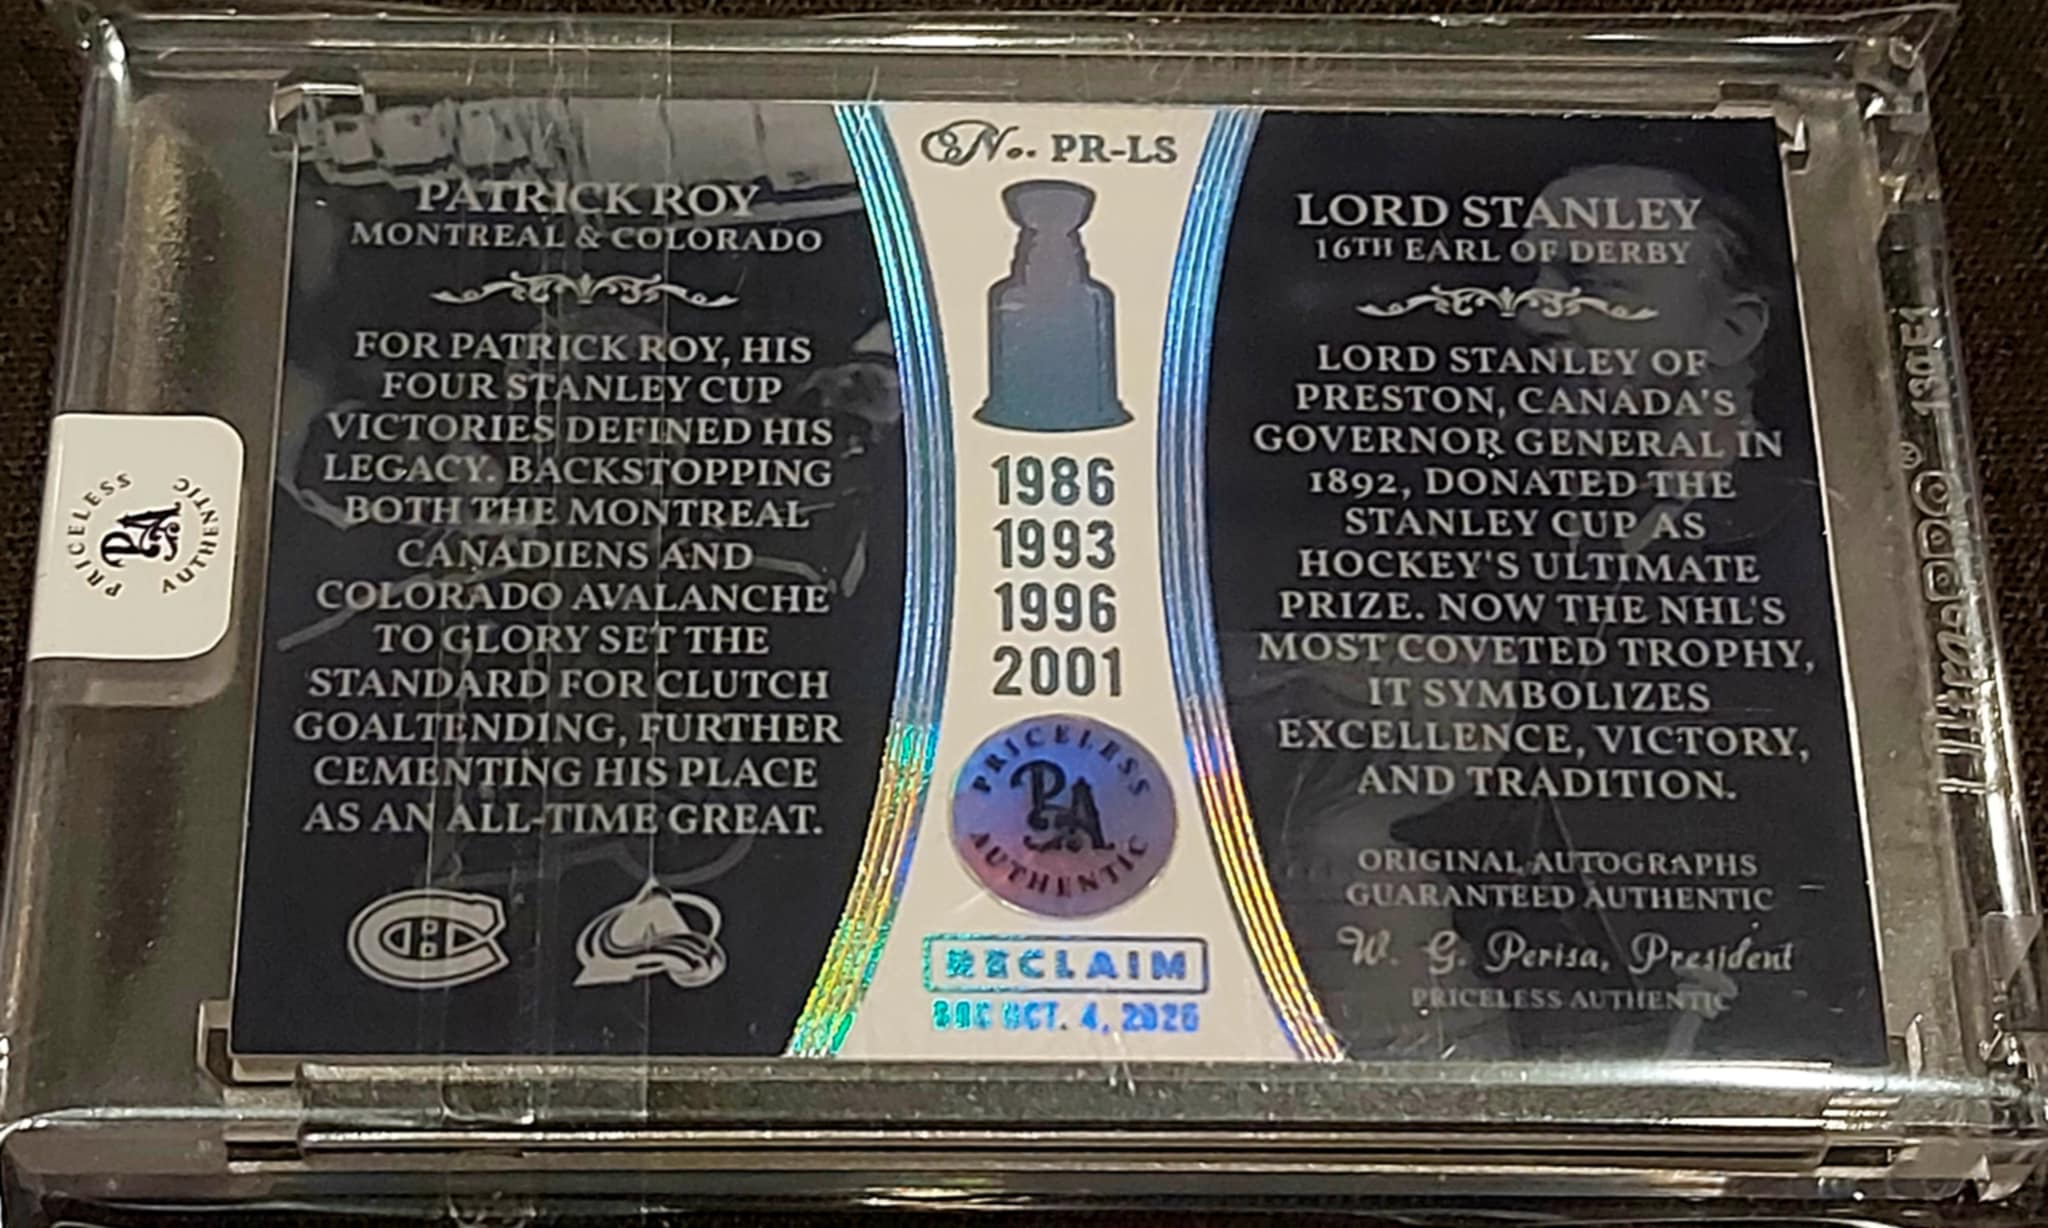 PRICELESS
PA
AUTHENTIC
PATRICK ROY
MONTREAL & COLORADO
FOR PATRICK ROY, HIS
FOUR STANLEY CUP
VICTORIES DEFINED HIS
LEGACY. BACKSTOPPING
BOTH THE MONTREAL
CANADIENS AND
COLORADO AVALANCHE
TO GLORY SET THE
STANDARD FOR CLUTCH
GOALTENDING, FURTHER
CEMENTING HIS PLACE
AS AN ALL-TIME GREAT.
No. PR-LS
1986
1993
1996
2001
PRICELESS
PA
AUTHENTIC
RECLAIM
OCT. 4, 2025
LORD STANLEY
16TH EARL OF DERBY
LORD STANLEY OF
PRESTON, CANADA'S
GOVERNOR GENERAL IN
1892, DONATED THE
STANLEY CUP AS
HOCKEY'S ULTIMATE
PRIZE. NOW THE NHL'S
MOST COVETED TROPHY,
IT SYMBOLIZES
EXCELLENCE, VICTORY,
AND TRADITION.
ORIGINAL AUTOGRAPHS
GUARANTEED AUTHENTIC
W. G. Perisa, President
PRICELESS AUTHENTIC
UltraPRO®